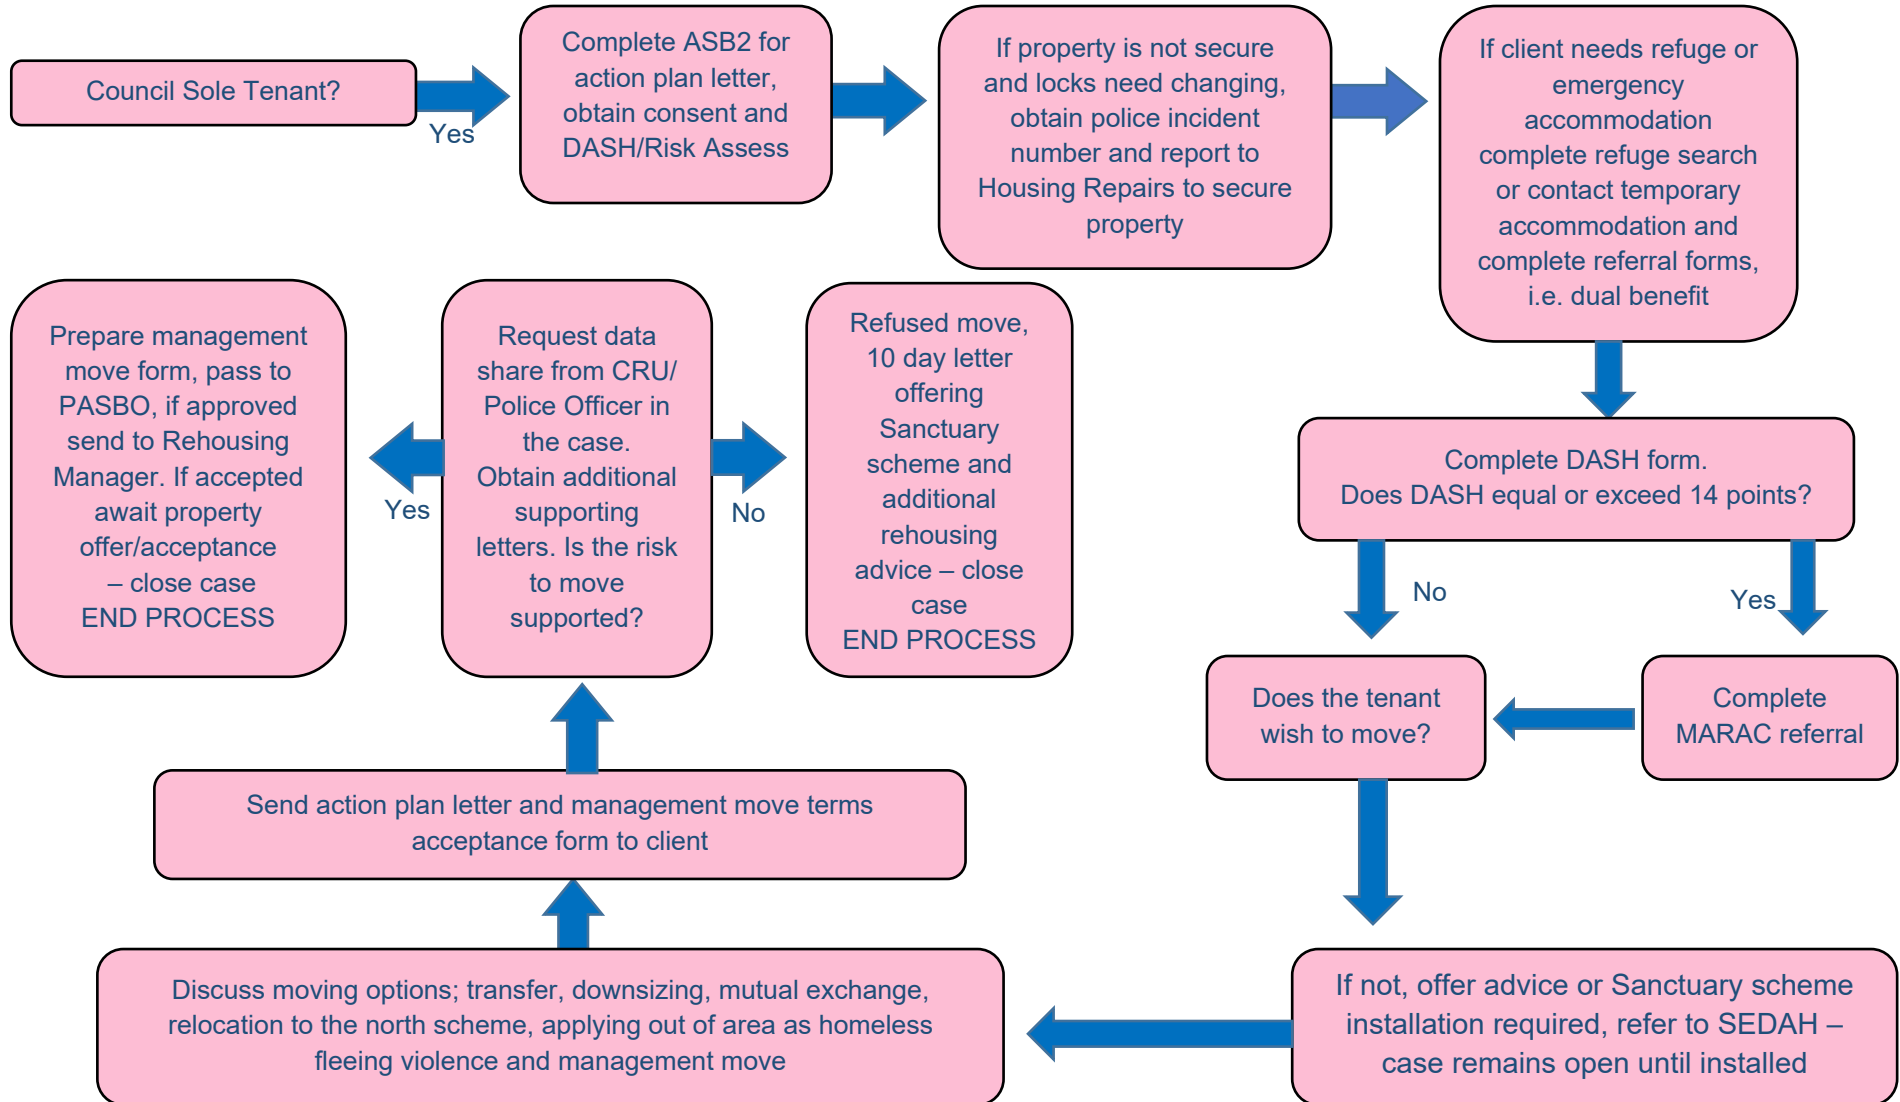 Council Sole Tenant?
Yes
Complete ASB2 for
action plan letter,
obtain consent and
DASH/Risk Assess
If property is not secure
and locks need changing,
obtain police incident
number and report to
Housing Repairs to secure
property
If client needs refuge or
emergency
accommodation
complete refuge search
or contact temporary
accommodation and
complete referral forms,
i.e. dual benefit
Complete DASH form.
Does DASH equal or exceed 14 points?
No
Yes
Complete
MARAC referral
Does the tenant
wish to move?
If not, offer advice or Sanctuary scheme
installation required, refer to SEDAH –
case remains open until installed
Discuss moving options; transfer, downsizing, mutual exchange,
relocation to the north scheme, applying out of area as homeless
fleeing violence and management move
Send action plan letter and management move terms
acceptance form to client
Request data
share from CRU/
Police Officer in
the case.
Obtain additional
supporting
letters. Is the risk
to move
supported?
Yes
No
Prepare management
move form, pass to
PASBO, if approved
send to Rehousing
Manager. If accepted
await property
offer/acceptance
– close case
END PROCESS
Refused move,
10 day letter
offering
Sanctuary
scheme and
additional
rehousing
advice – close
case
END PROCESS